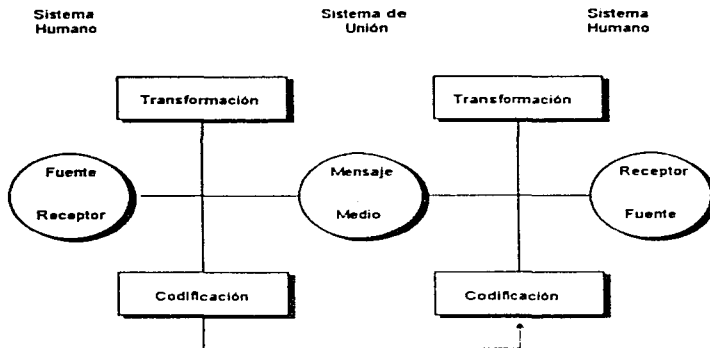 Sistema Humano
Sistema de Unión
Sistema Humano
Transformación
Transformación
Fuente
Receptor
Mensaje
Medio
Receptor
Fuente
Codificación
Codificación